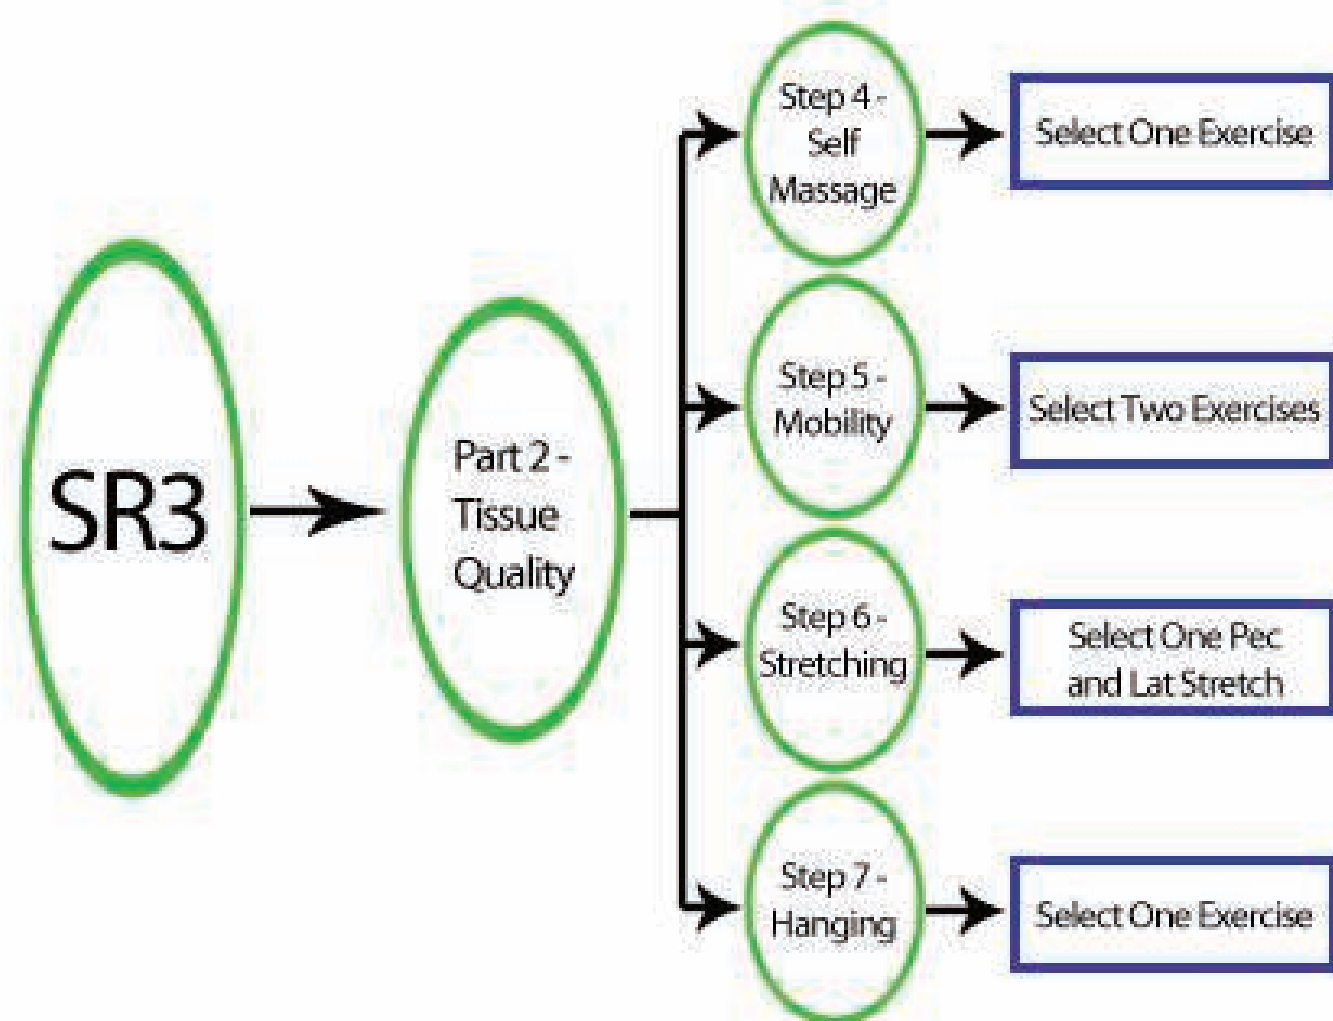 SR3
Part 2 -
Tissue
Quality
Step 4 -
Self
Massage
Select One Exercise
Step 5 -
Mobility
Select Two Exercises
Step 6 -
Stretching
Select One Pec
and Lat Stretch
Step 7 -
Hanging
Select One Exercise